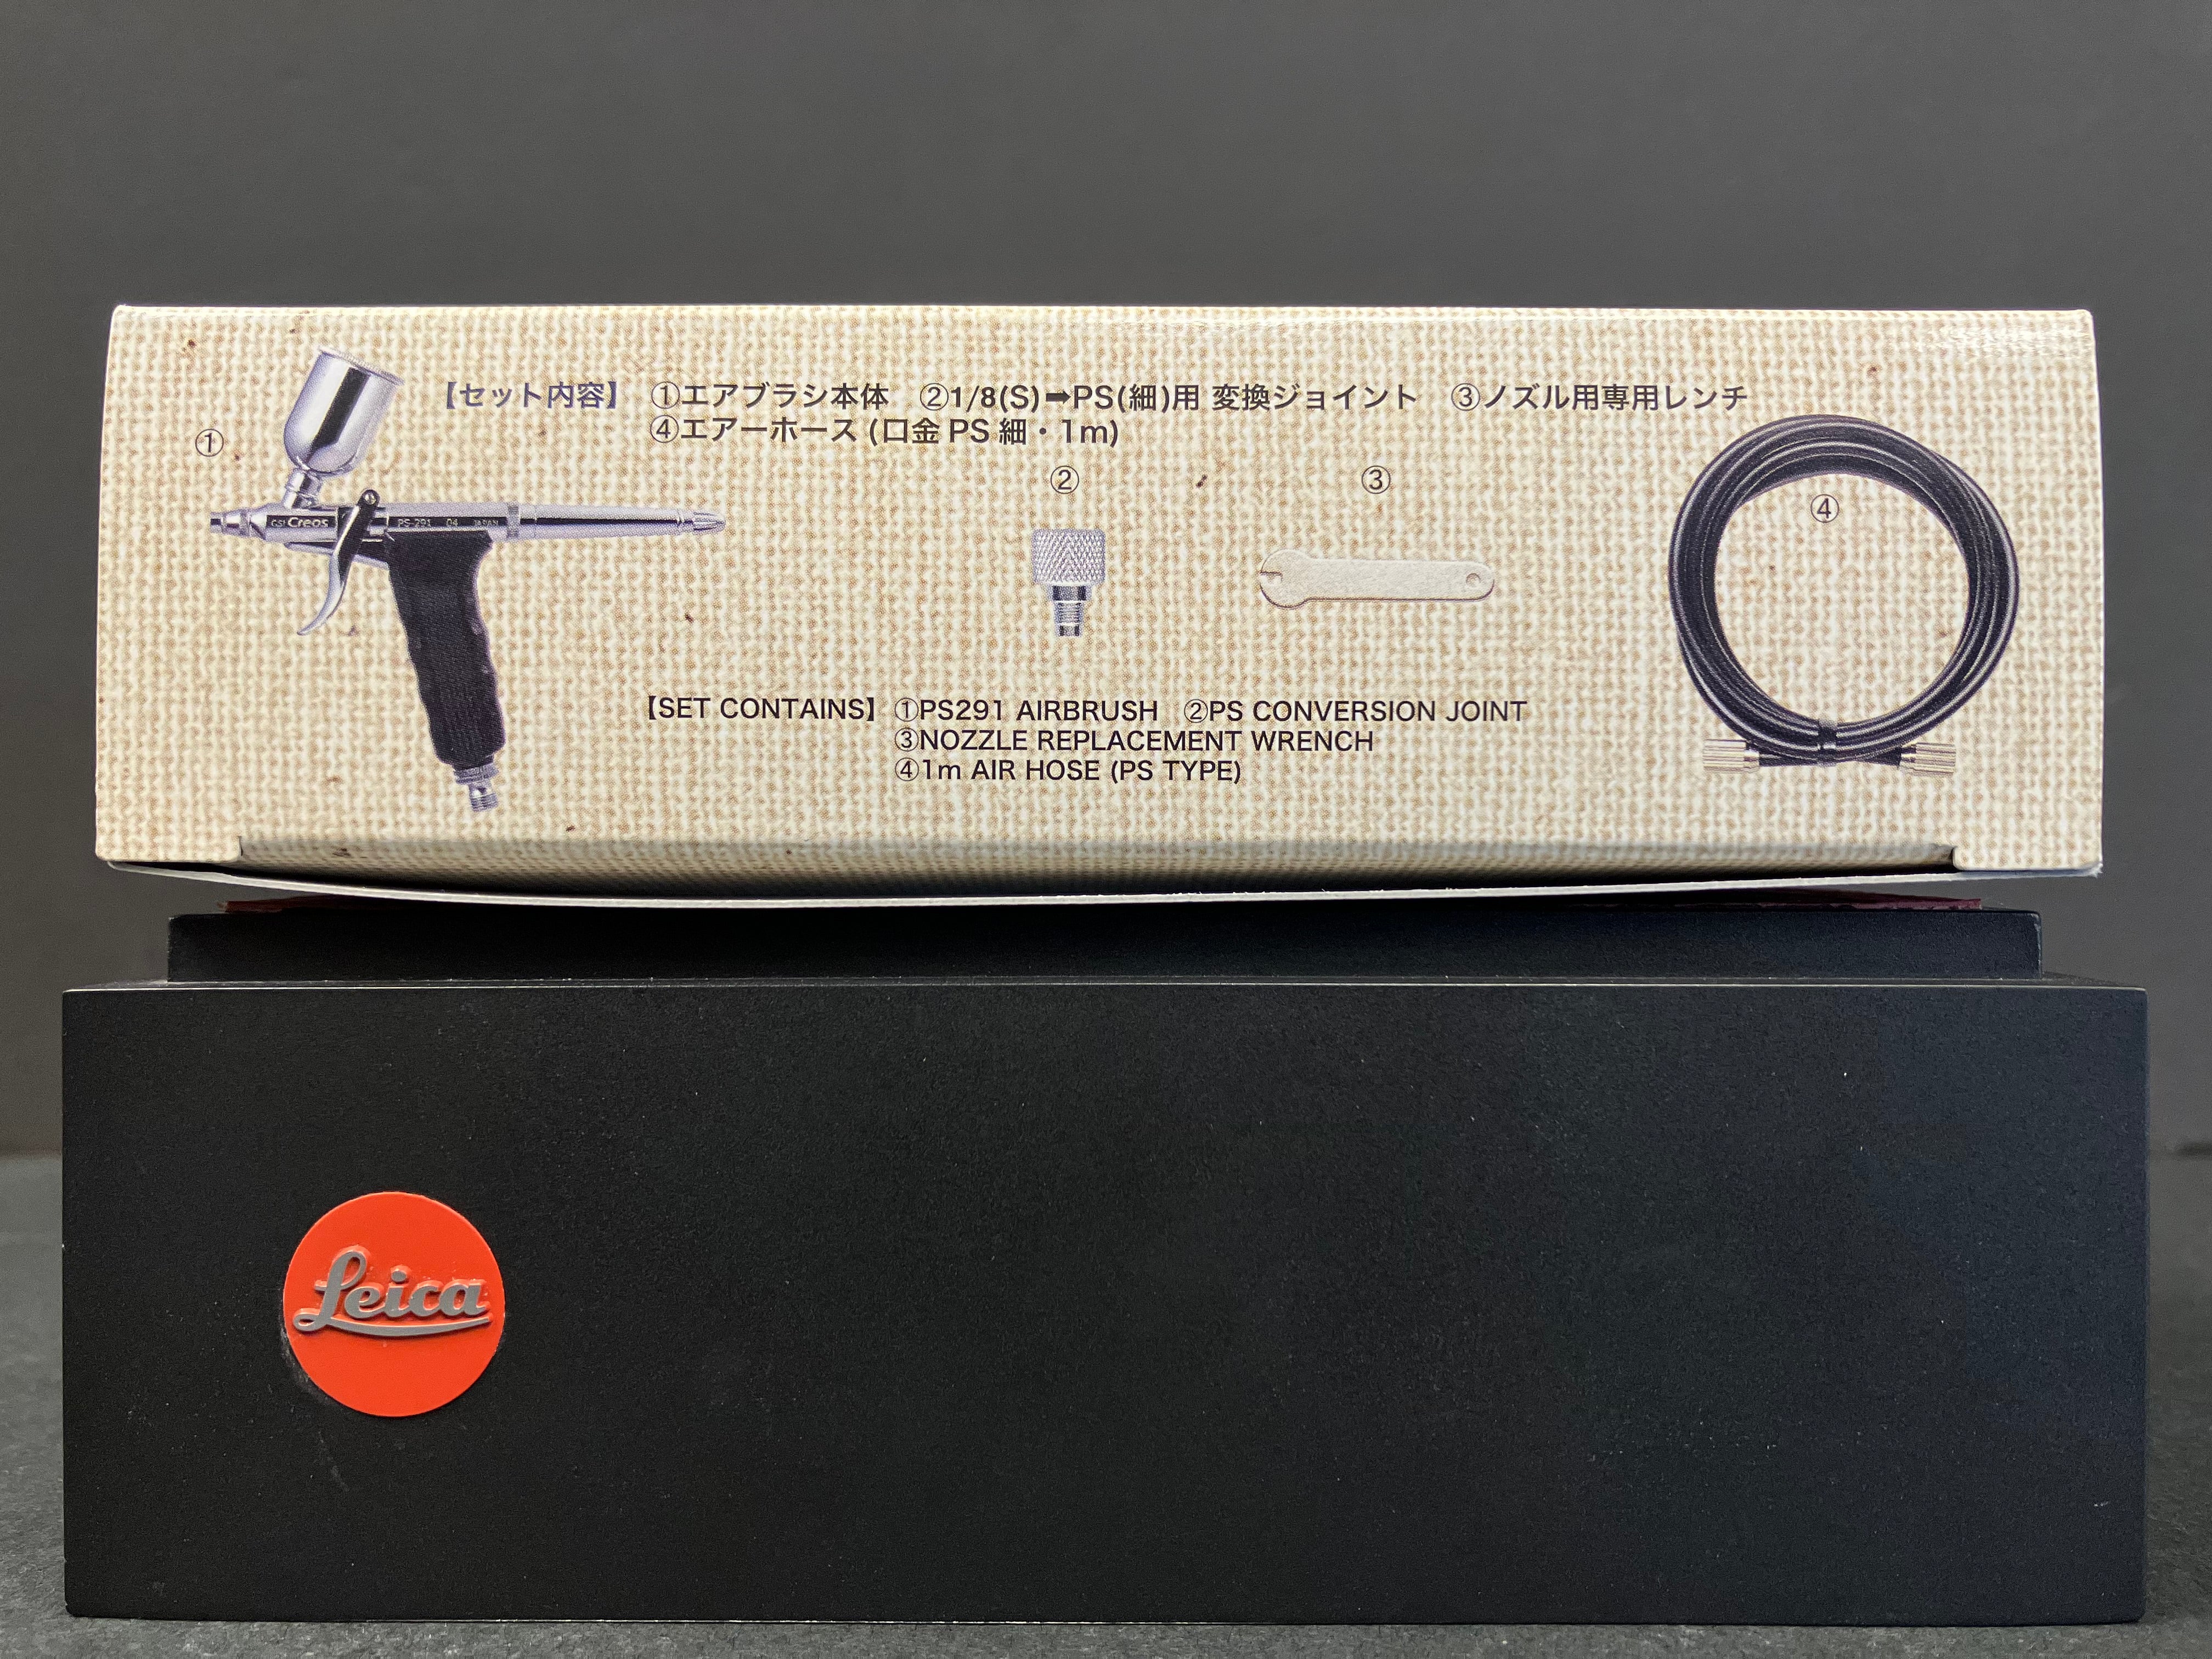 【セット内容】 ①エアブラシ本体 ②1/8(S)➡PS(細)用 変換ジョイント ③ノズル用専用レンチ
④エアーホース (口金 PS 細・1m)
①
②
③
④
GSI Creos PS-291 04 JAPAN
【SET CONTAINS】 ①PS291 AIRBRUSH ②PS CONVERSION JOINT
③NOZZLE REPLACEMENT WRENCH
④1m AIR HOSE (PS TYPE)
Leica